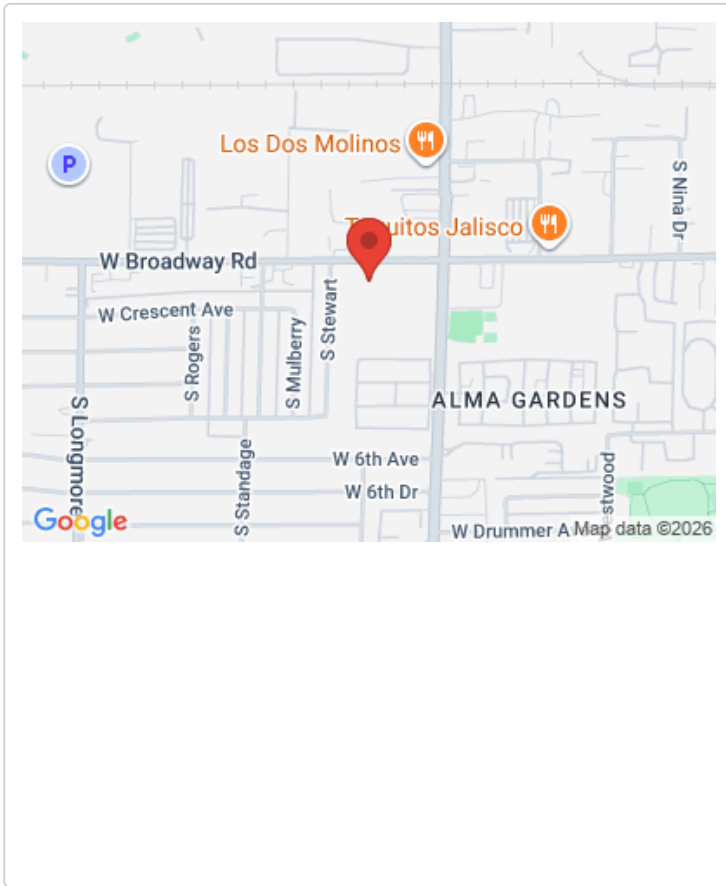 Los Dos Molinos
P
Jalisco
S Nina Dr
W Broadway Rd
W Crescent Ave
S Stewart
S Rogers
S Mulberry
ALMA GARDENS
S Longmore
W 6th Ave
S Standage
W 6th Dr
Google
W Drummer A
Map data ©2026